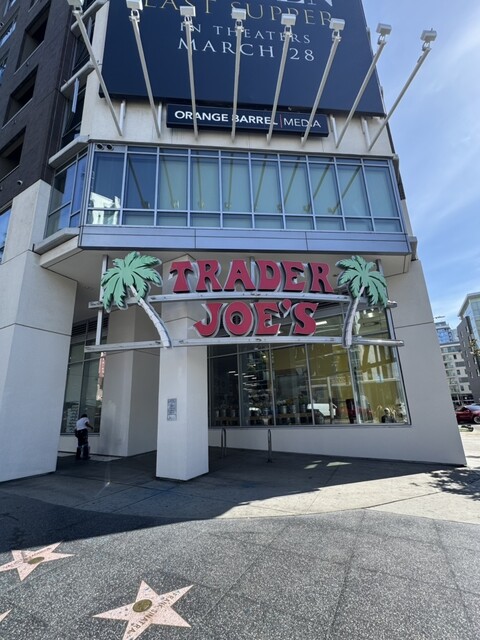 LAST SUPPER
IN THEATERS
MARCH 28
ORANGE BARREL | MEDIA
TRADER
JOE'S